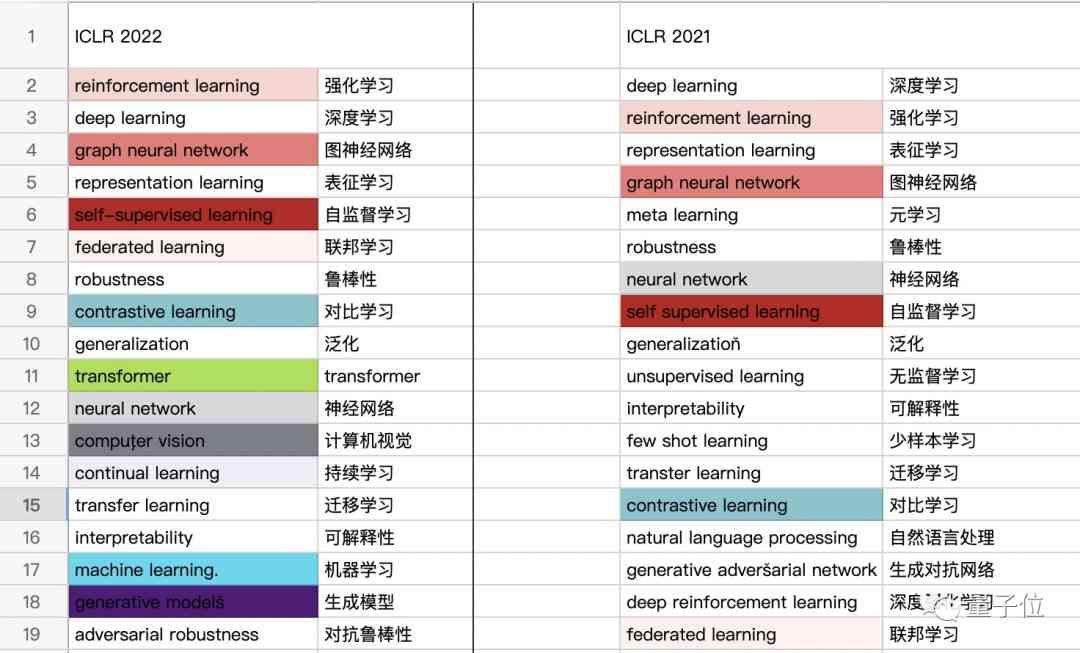 1 ICLR 2022 ICLR 2021
2 reinforcement learning 强化学习 deep learning 深度学习
3 deep learning 深度学习 reinforcement learning 强化学习
4 graph neural network 图神经网络 representation learning 表征学习
5 representation learning 表征学习 graph neural network 图神经网络
6 self-supervised learning 自监督学习 meta learning 元学习
7 federated learning 联邦学习 robustness 鲁棒性
8 robustness 鲁棒性 neural network 神经网络
9 contrastive learning 对比学习 self supervised learning 自监督学习
10 generalization 泛化 generalizatioň 泛化
11 transformer transformer unsupervised learning 无监督学习
12 neural network 神经网络 interpretability 可解释性
13 compuțer vision 计算机视觉 few shot learning 少样本学习
14 continual learning 持续学习 transter learning 迁移学习
15 transfer learning 迁移学习 contrastive learning 对比学习
16 interpretability 可解释性 natural language processing 自然语言处理
17 machine learning. 机器学习 generative adveršarial network 生成对抗网络
18 generative modelš 生成模型 deep reinforcement learning 深度强化学习 量子位
19 adversarial robustness 对抗鲁棒性 federated learning 联邦学习